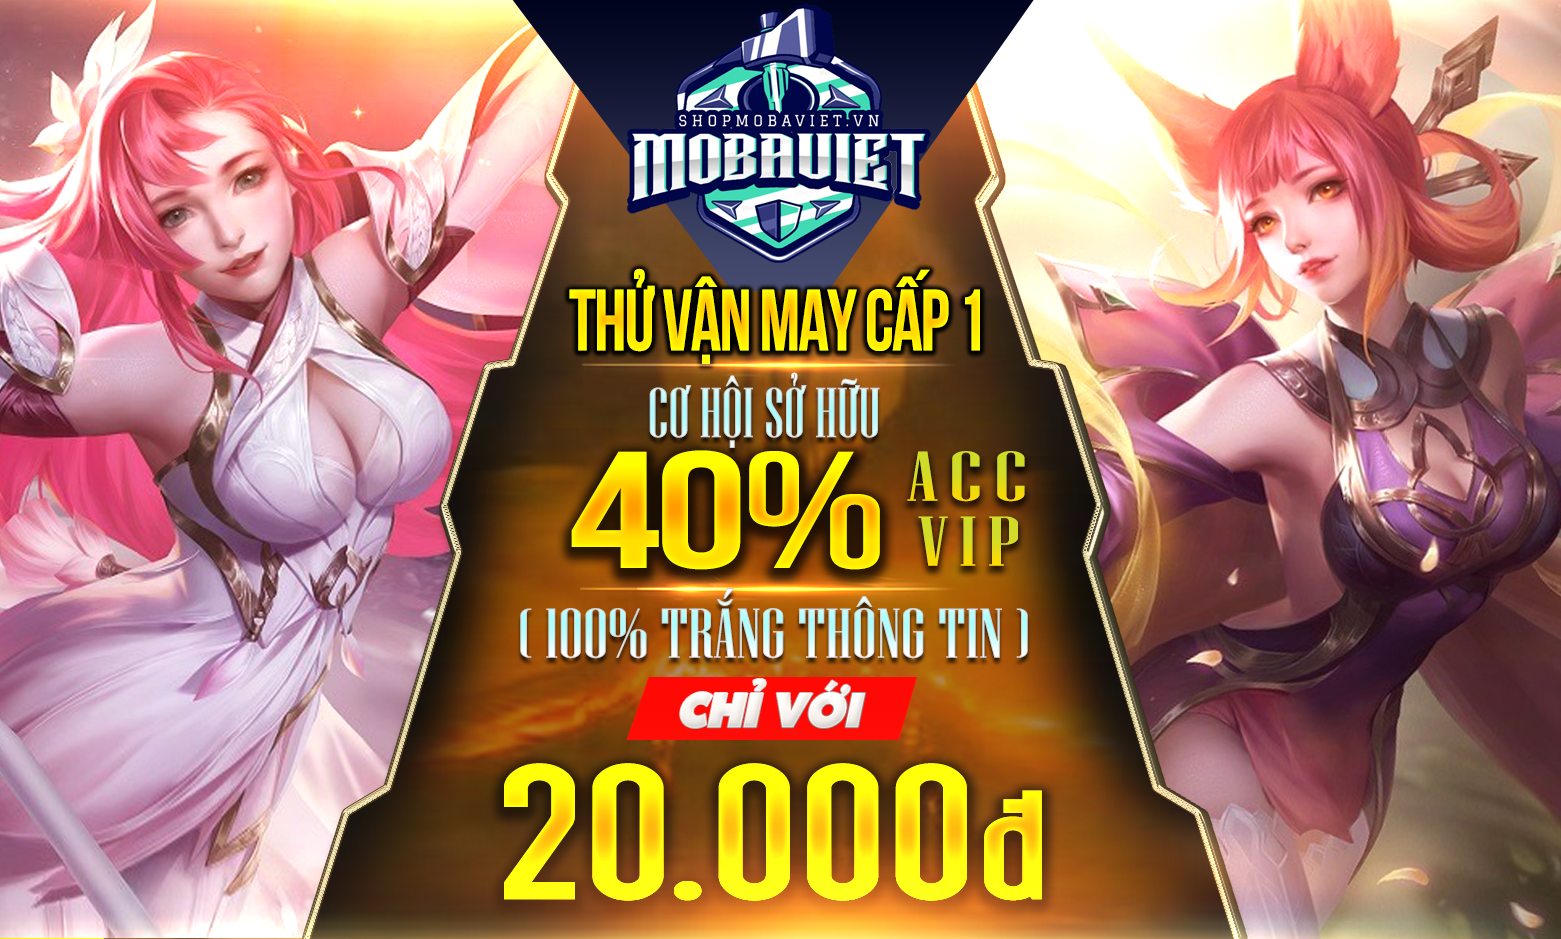 SHOPMOBAVIET.VN
MOBAVIET
THỬ VẬN MAY CẤP 1
CƠ HỘI SỞ HỮU
40% ACC VIP
( 100% TRẮNG THÔNG TIN )
CHỈ VỚI
20.000đ